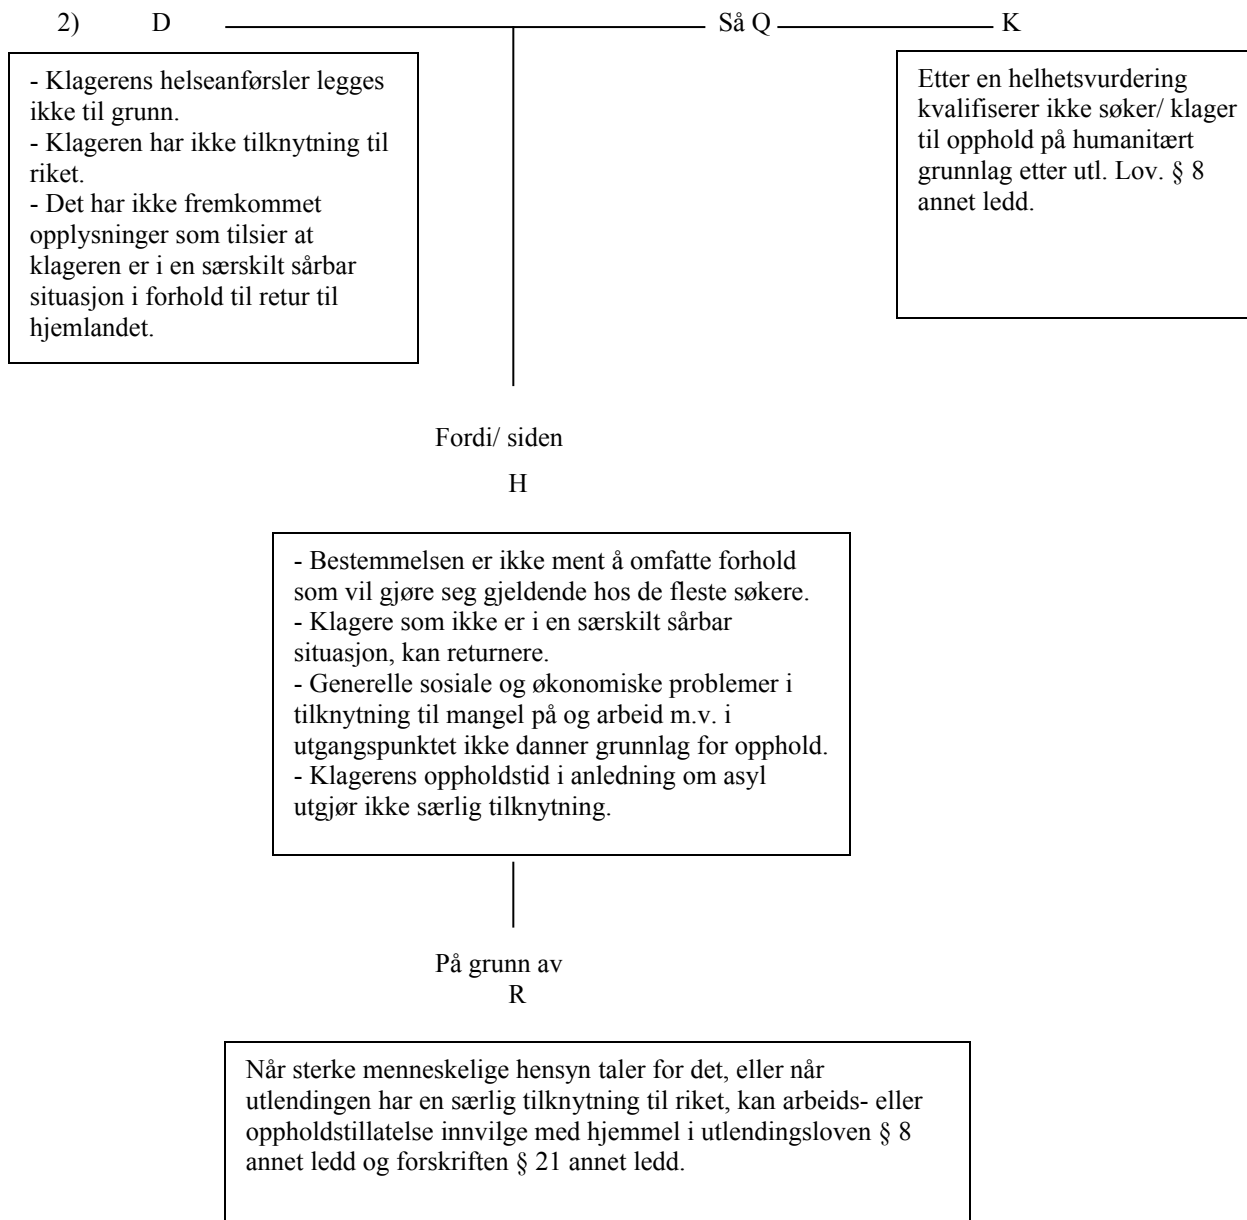 2) D Så Q K
- Klagerens helseanførsler legges
ikke til grunn.
- Klageren har ikke tilknytning til
riket.
- Det har ikke fremkommet
opplysninger som tilsier at
klageren er i en særskilt sårbar
situasjon i forhold til retur til
hjemlandet.
Etter en helhetsvurdering
kvalifiserer ikke søker/ klager
til opphold på humanitært
grunnlag etter utl. Lov. § 8
annet ledd.
Fordi/ siden
H
- Bestemmelsen er ikke ment å omfatte forhold
som vil gjøre seg gjeldende hos de fleste søkere.
- Klagere som ikke er i en særskilt sårbar
situasjon, kan returnere.
- Generelle sosiale og økonomiske problemer i
tilknytning til mangel på og arbeid m.v. i
utgangspunktet ikke danner grunnlag for opphold.
- Klagerens oppholdstid i anledning om asyl
utgjør ikke særlig tilknytning.
På grunn av
R
Når sterke menneskelige hensyn taler for det, eller når
utlendingen har en særlig tilknytning til riket, kan arbeids- eller
oppholdstillatelse innvilge med hjemmel i utlendingsloven § 8
annet ledd og forskriften § 21 annet ledd.